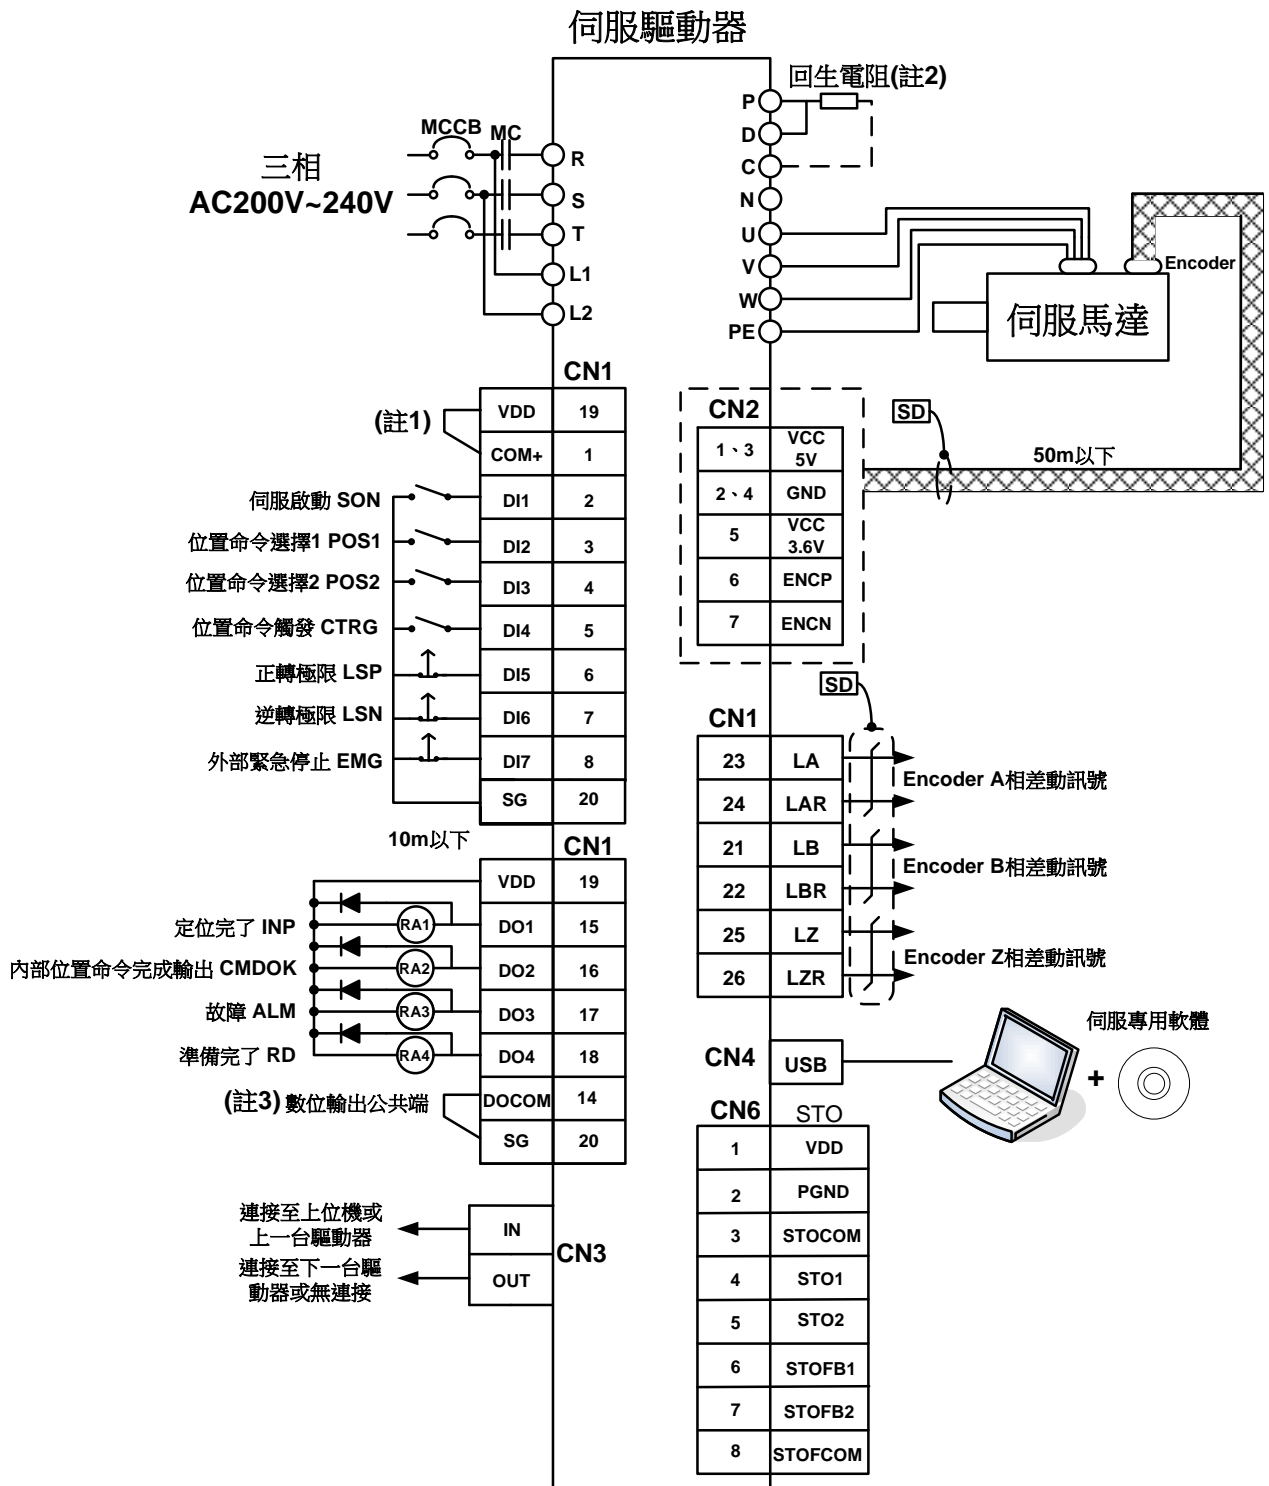 伺服驅動器
回生電阻(註2)
MCCB
MC
三相
AC200V~240V
R
S
T
L1
L2
P
D
C
N
U
V
W
PE
Encoder
伺服馬達
CN1
(註1)
VDD 19
COM+ 1
伺服啟動 SON DI1 2
位置命令選擇1 POS1 DI2 3
位置命令選擇2 POS2 DI3 4
位置命令觸發 CTRG DI4 5
正轉極限 LSP DI5 6
逆轉極限 LSN DI6 7
外部緊急停止 EMG DI7 8
SG 20
10m以下
CN1
VDD 19
定位完了 INP RA1 DO1 15
內部位置命令完成輸出 CMDOK RA2 DO2 16
故障 ALM RA3 DO3 17
準備完了 RD RA4 DO4 18
(註3) 數位輸出公共端 DOCOM 14
SG 20
連接至上位機或
上一台驅動器
IN
CN3
連接至下一台驅
動器或無連接
OUT
CN2
SD
50m以下
1、3 VCC
5V
2、4 GND
5 VCC
3.6V
6 ENCP
7 ENCN
SD
CN1
23 LA
Encoder A相差動訊號
24 LAR
21 LB
Encoder B相差動訊號
22 LBR
25 LZ
Encoder Z相差動訊號
26 LZR
CN4
USB
伺服專用軟體
+
CN6 STO
1 VDD
2 PGND
3 STOCOM
4 STO1
5 STO2
6 STOFB1
7 STOFB2
8 STOFCOM